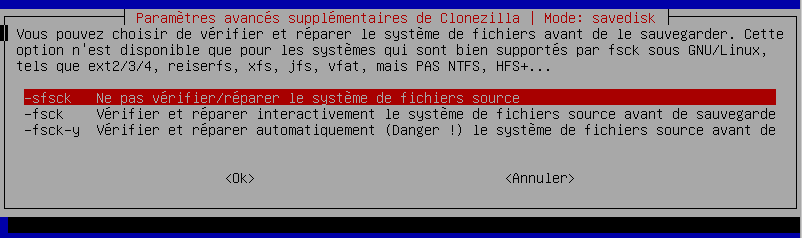 Paramètres avancés supplémentaires de Clonezilla | Mode: savedisk
Vous pouvez choisir de vérifier et réparer le système de fichiers avant de le sauvegarder. Cette
option n'est disponible que pour les systèmes qui sont bien supportés par fsck sous GNU/Linux,
tels que ext2/3/4, reiserfs, xfs, jfs, vfat, mais PAS NTFS, HFS+...
-sfsck Ne pas vérifier/réparer le système de fichiers source
-fsck Vérifier et réparer interactivement le système de fichiers source avant de sauvegarde
-fsck-y Vérifier et réparer automatiquement (Danger !) le système de fichiers source avant de
<Ok> <Annuler>